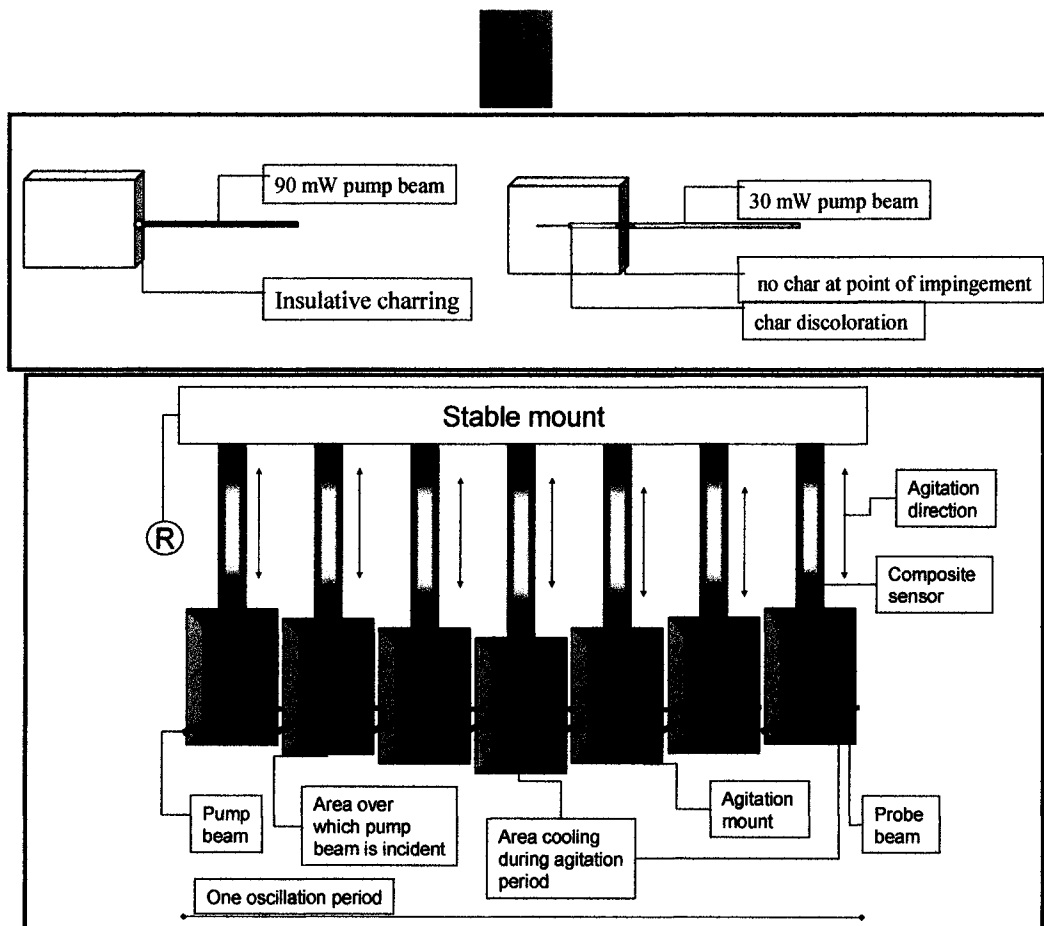 90 mW pump beam
30 mW pump beam
Insulative charring
no char at point of impingement
char discoloration
Stable mount
R
Agitation
direction
Composite
sensor
Pump
beam
Area over
which pump
beam is incident
Area cooling
during agitation
period
Agitation
mount
Probe
beam
One oscillation period